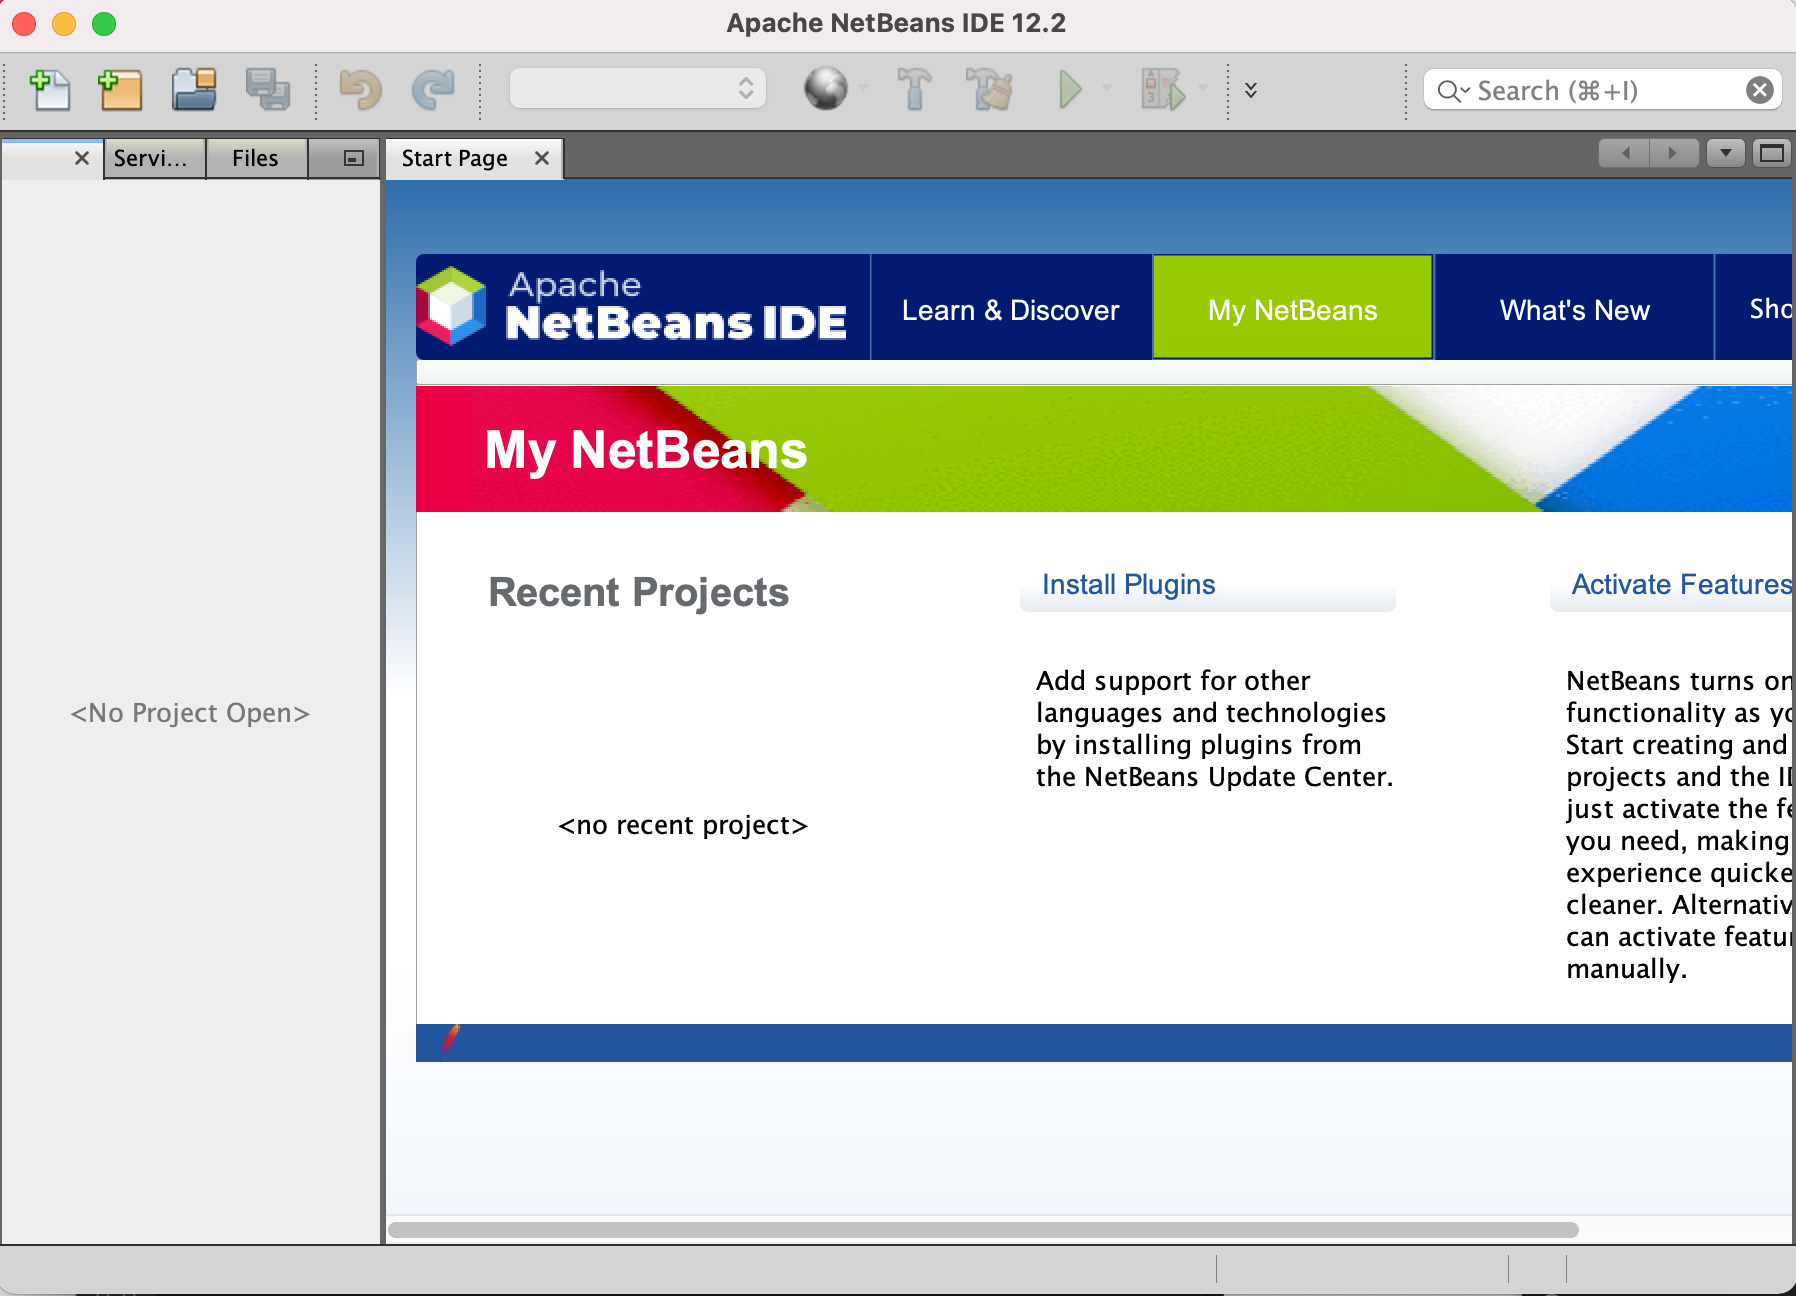 Apache NetBeans IDE 12.2
Search (⌘+I)
Servi...
Files
Start Page
Apache
NetBeans IDE
Learn & Discover
My NetBeans
What's New
Sho
My NetBeans
Recent Projects
Install Plugins
Activate Features
<No Project Open>
<no recent project>
Add support for other
languages and technologies
by installing plugins from
the NetBeans Update Center.
NetBeans turns on
functionality as yo
Start creating and
projects and the ID
just activate the fe
you need, making
experience quicke
cleaner. Alternativ
can activate featur
manually.